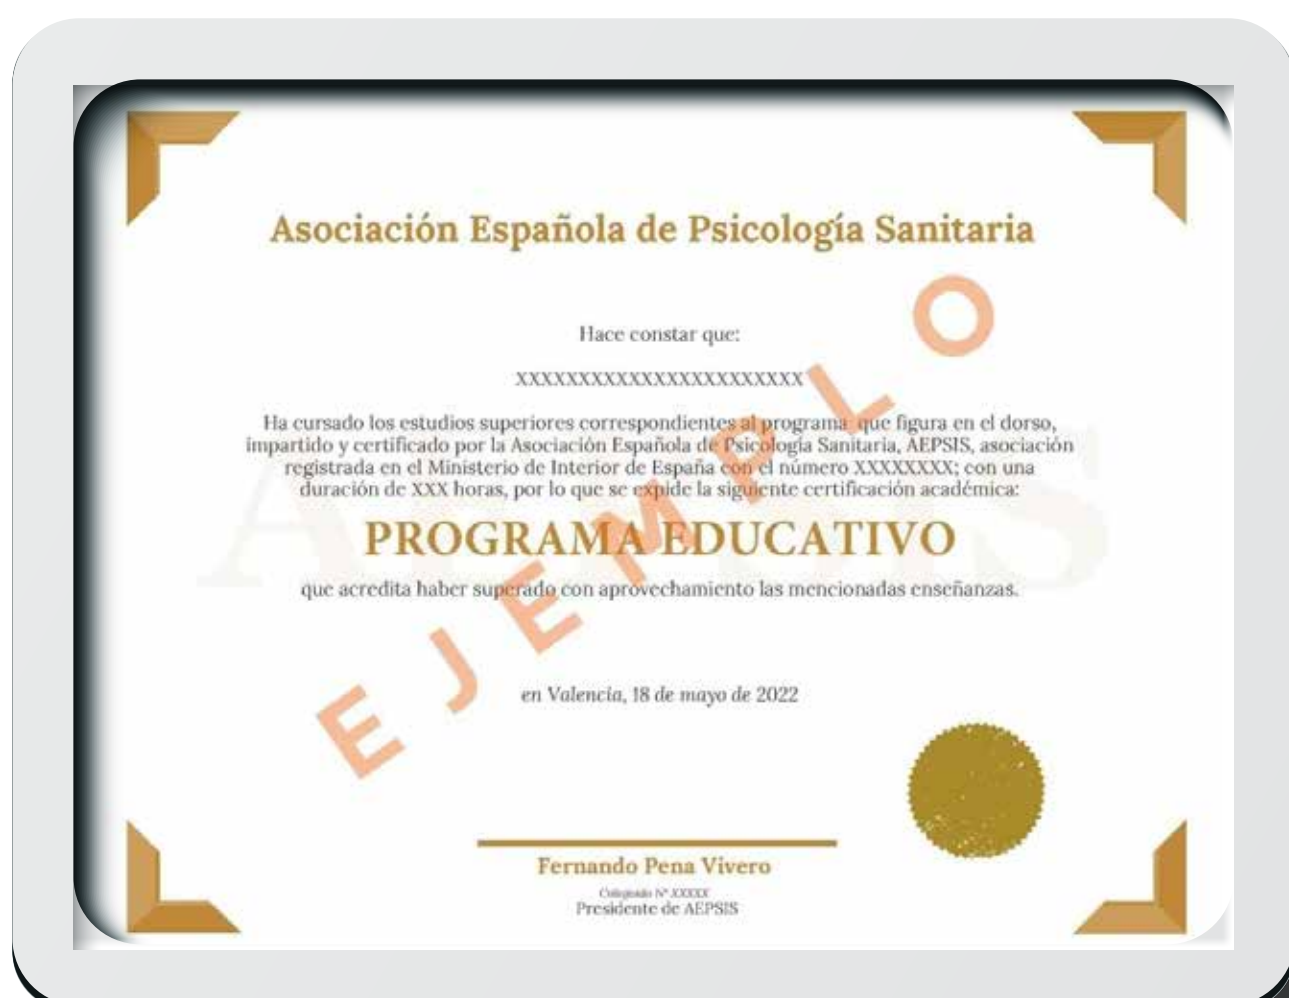 Asociación Española de Psicología Sanitaria
Hace constar que:
XXXXXXXXXXXXXXXXXXXXXXX
Ha cursado los estudios superiores correspondientes al programa que figura en el dorso,
impartido y certificado por la Asociación Española de Psicología Sanitaria, AEPSIS, asociación
registrada en el Ministerio de Interior de España con el número XXXXXXXX; con una
duración de XXX horas, por lo que se expide la siguiente certificación académica:
PROGRAMA EDUCATIVO
que acredita haber superado con aprovechamiento las mencionadas enseñanzas.
EJEMPLO
en Valencia, 18 de mayo de 2022
Fernando Pena Vivero
Colegiado Nº XXXXX
Presidente de AEPSIS
AEPSIS